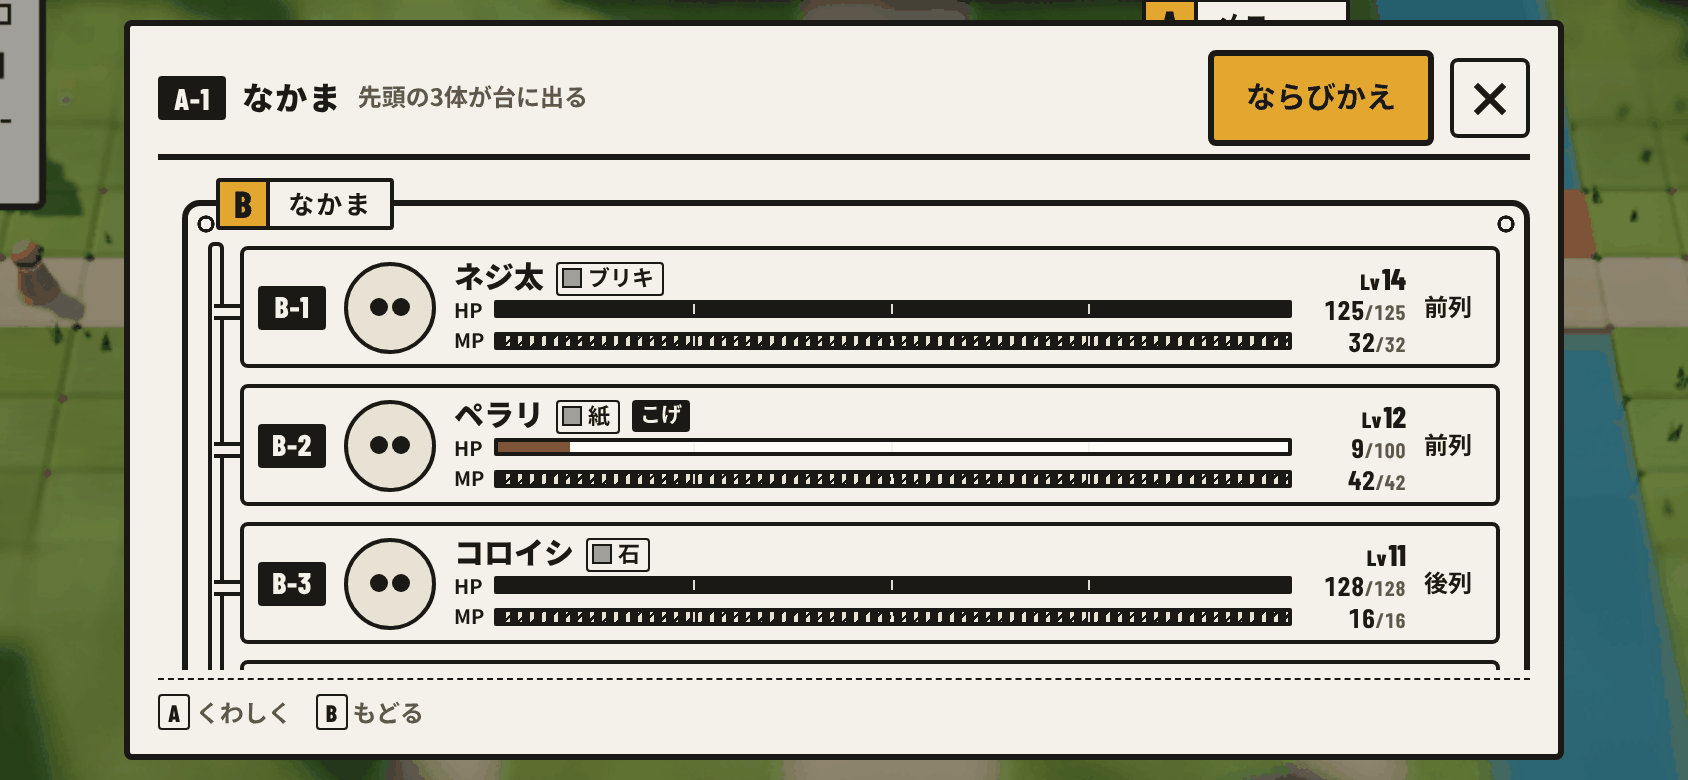 A-1 なかま 先頭の3体が台に出る
ならびかえ
B なかま
B-1 ネジ太 ブリキ Lv14
HP 125/125 前列
MP 32/32
B-2 ペラリ 紙 こげ Lv12
HP 9/100 前列
MP 42/42
B-3 コロイシ 石 Lv11
HP 128/128 後列
MP 16/16
A くわしく B もどる